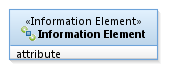 «Information Element»
Information Element
attribute